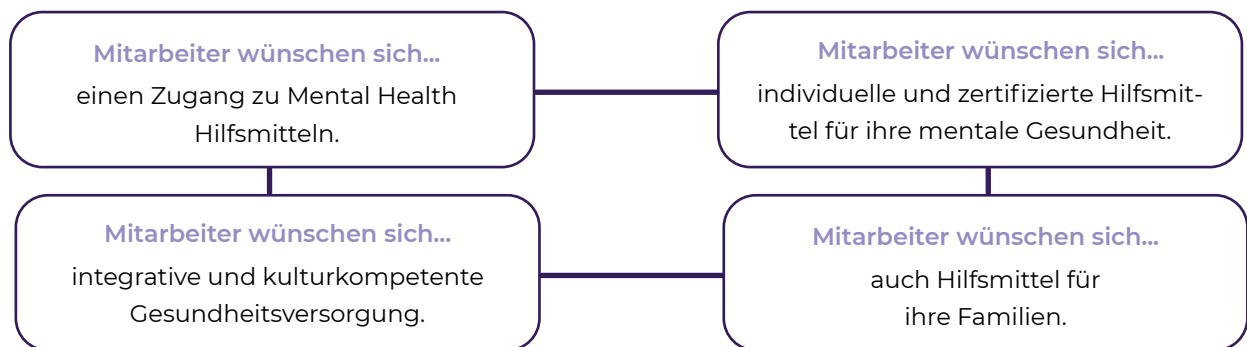 Mitarbeiter wünschen sich...
einen Zugang zu Mental Health
Hilfsmitteln.
Mitarbeiter wünschen sich...
individuelle und zertifizierte Hilfsmit-
tel für ihre mentale Gesundheit.
Mitarbeiter wünschen sich...
integrative und kulturkompetente
Gesundheitsversorgung.
Mitarbeiter wünschen sich...
auch Hilfsmittel für
ihre Familien.